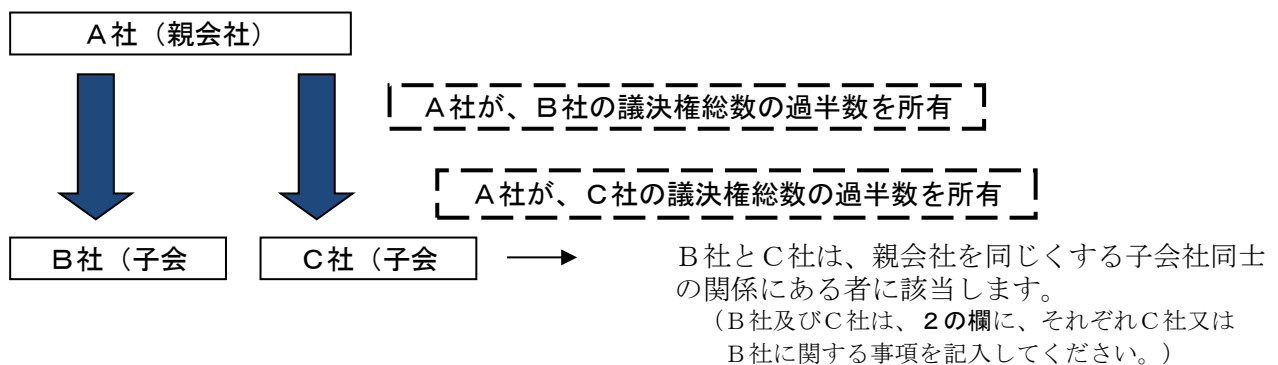 A社（親会社）
A社が、B社の議決権総数の過半数を所有
A社が、C社の議決権総数の過半数を所有
B社（子会
C社（子会
B社とC社は、親会社を同じくする子会社同士
の関係にある者に該当します。
（B社及びC社は、２の欄に、それぞれC社又は
B社に関する事項を記入してください。）